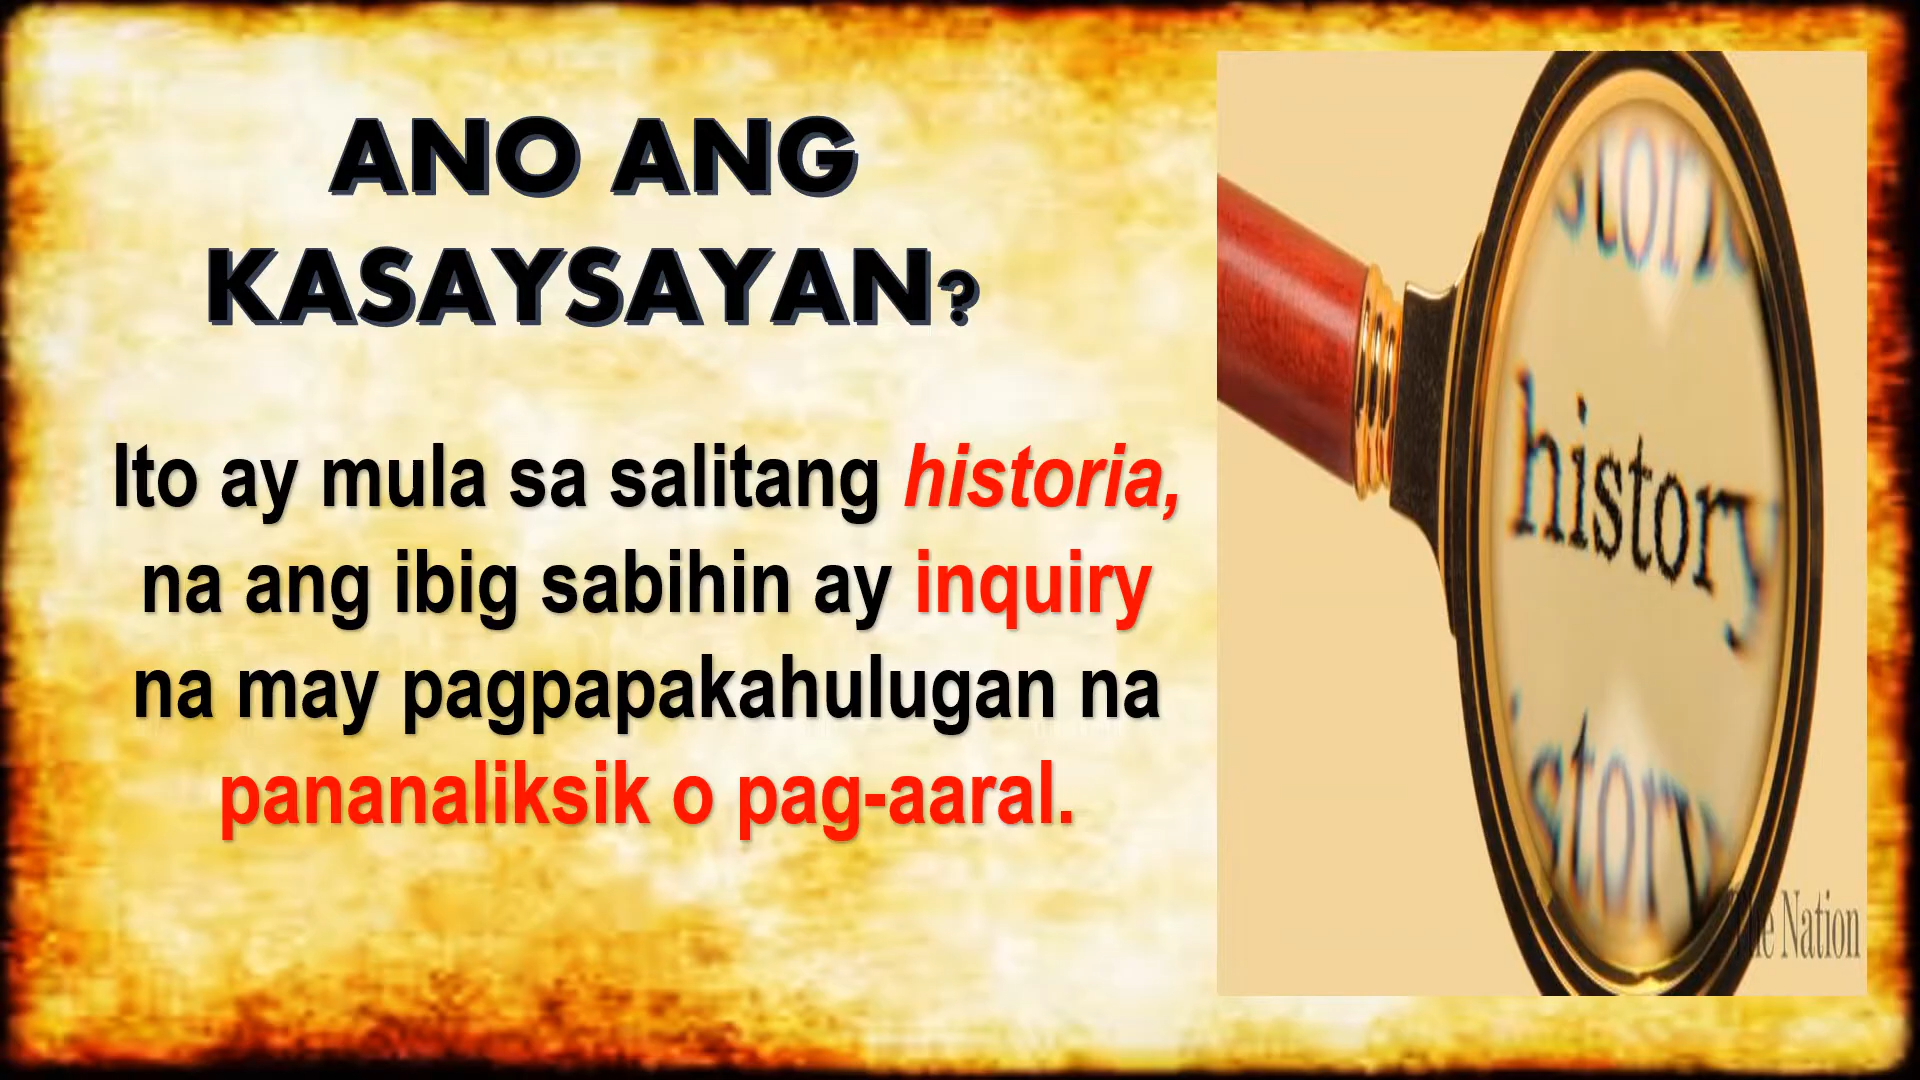 ANO ANG
KASAYSAYAN?
Ito ay mula sa salitang historia,
na ang ibig sabihin ay inquiry
na may pagpapakahulugan na
pananaliksik o pag-aaral.
history
The Nation